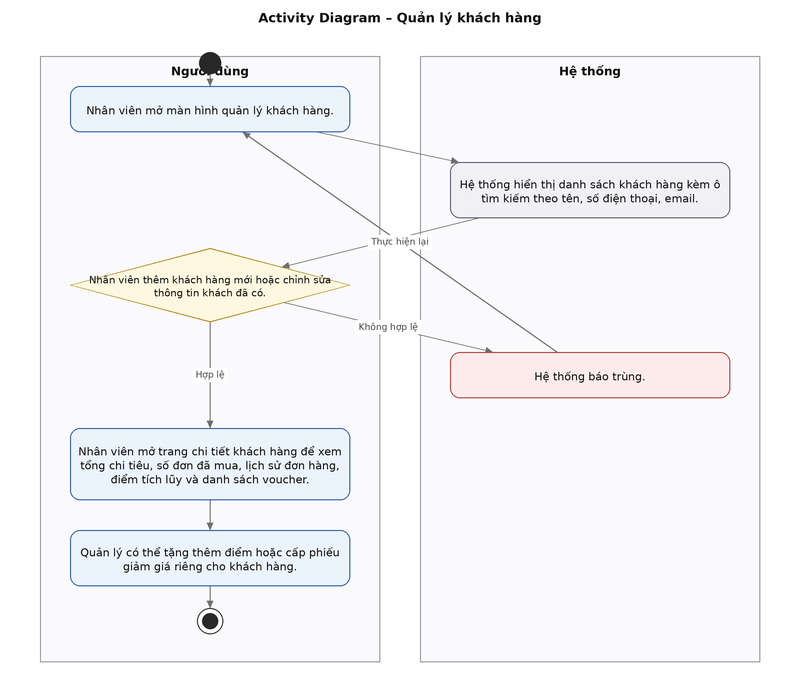 Activity Diagram – Quản lý khách hàng
Người dùng
Hệ thống
Nhân viên mở màn hình quản lý khách hàng.
Hệ thống hiển thị danh sách khách hàng kèm ô
tìm kiếm theo tên, số điện thoại, email.
Thực hiện lại
Nhân viên thêm khách hàng mới hoặc chỉnh sửa
thông tin khách đã có.
Không hợp lệ
Hợp lệ
Hệ thống báo trùng.
Nhân viên mở trang chi tiết khách hàng để xem
tổng chi tiêu, số đơn đã mua, lịch sử đơn hàng,
điểm tích lũy và danh sách voucher.
Quản lý có thể tặng thêm điểm hoặc cấp phiếu
giảm giá riêng cho khách hàng.